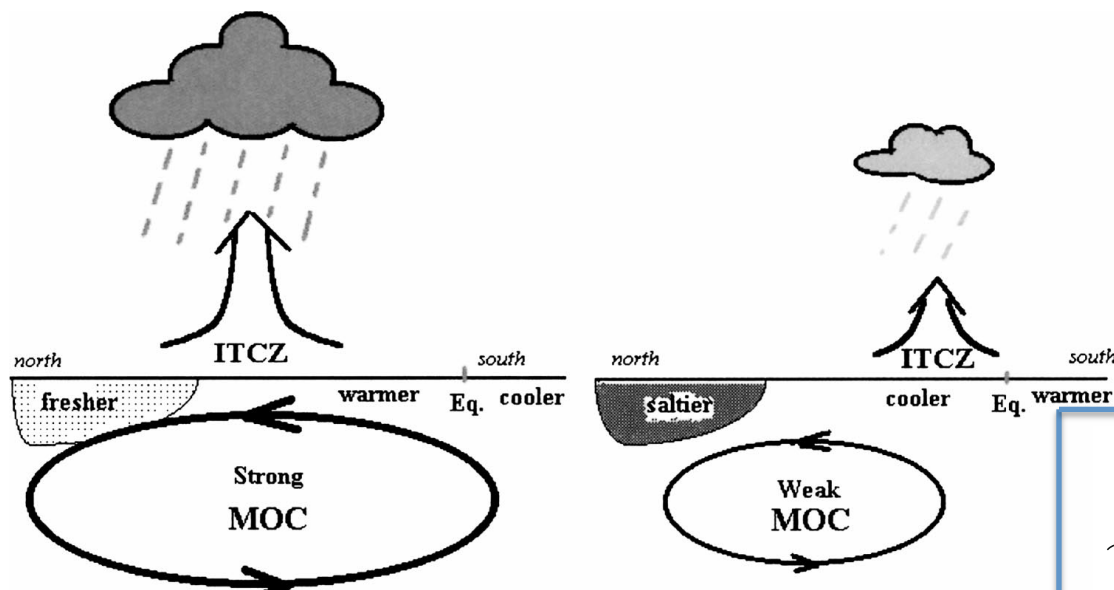 ITCZ
north
south
fresher
warmer
Eq.
cooler
Strong
MOC
ITCZ
north
south
saltier
cooler
Eq.
warmer
Weak
MOC